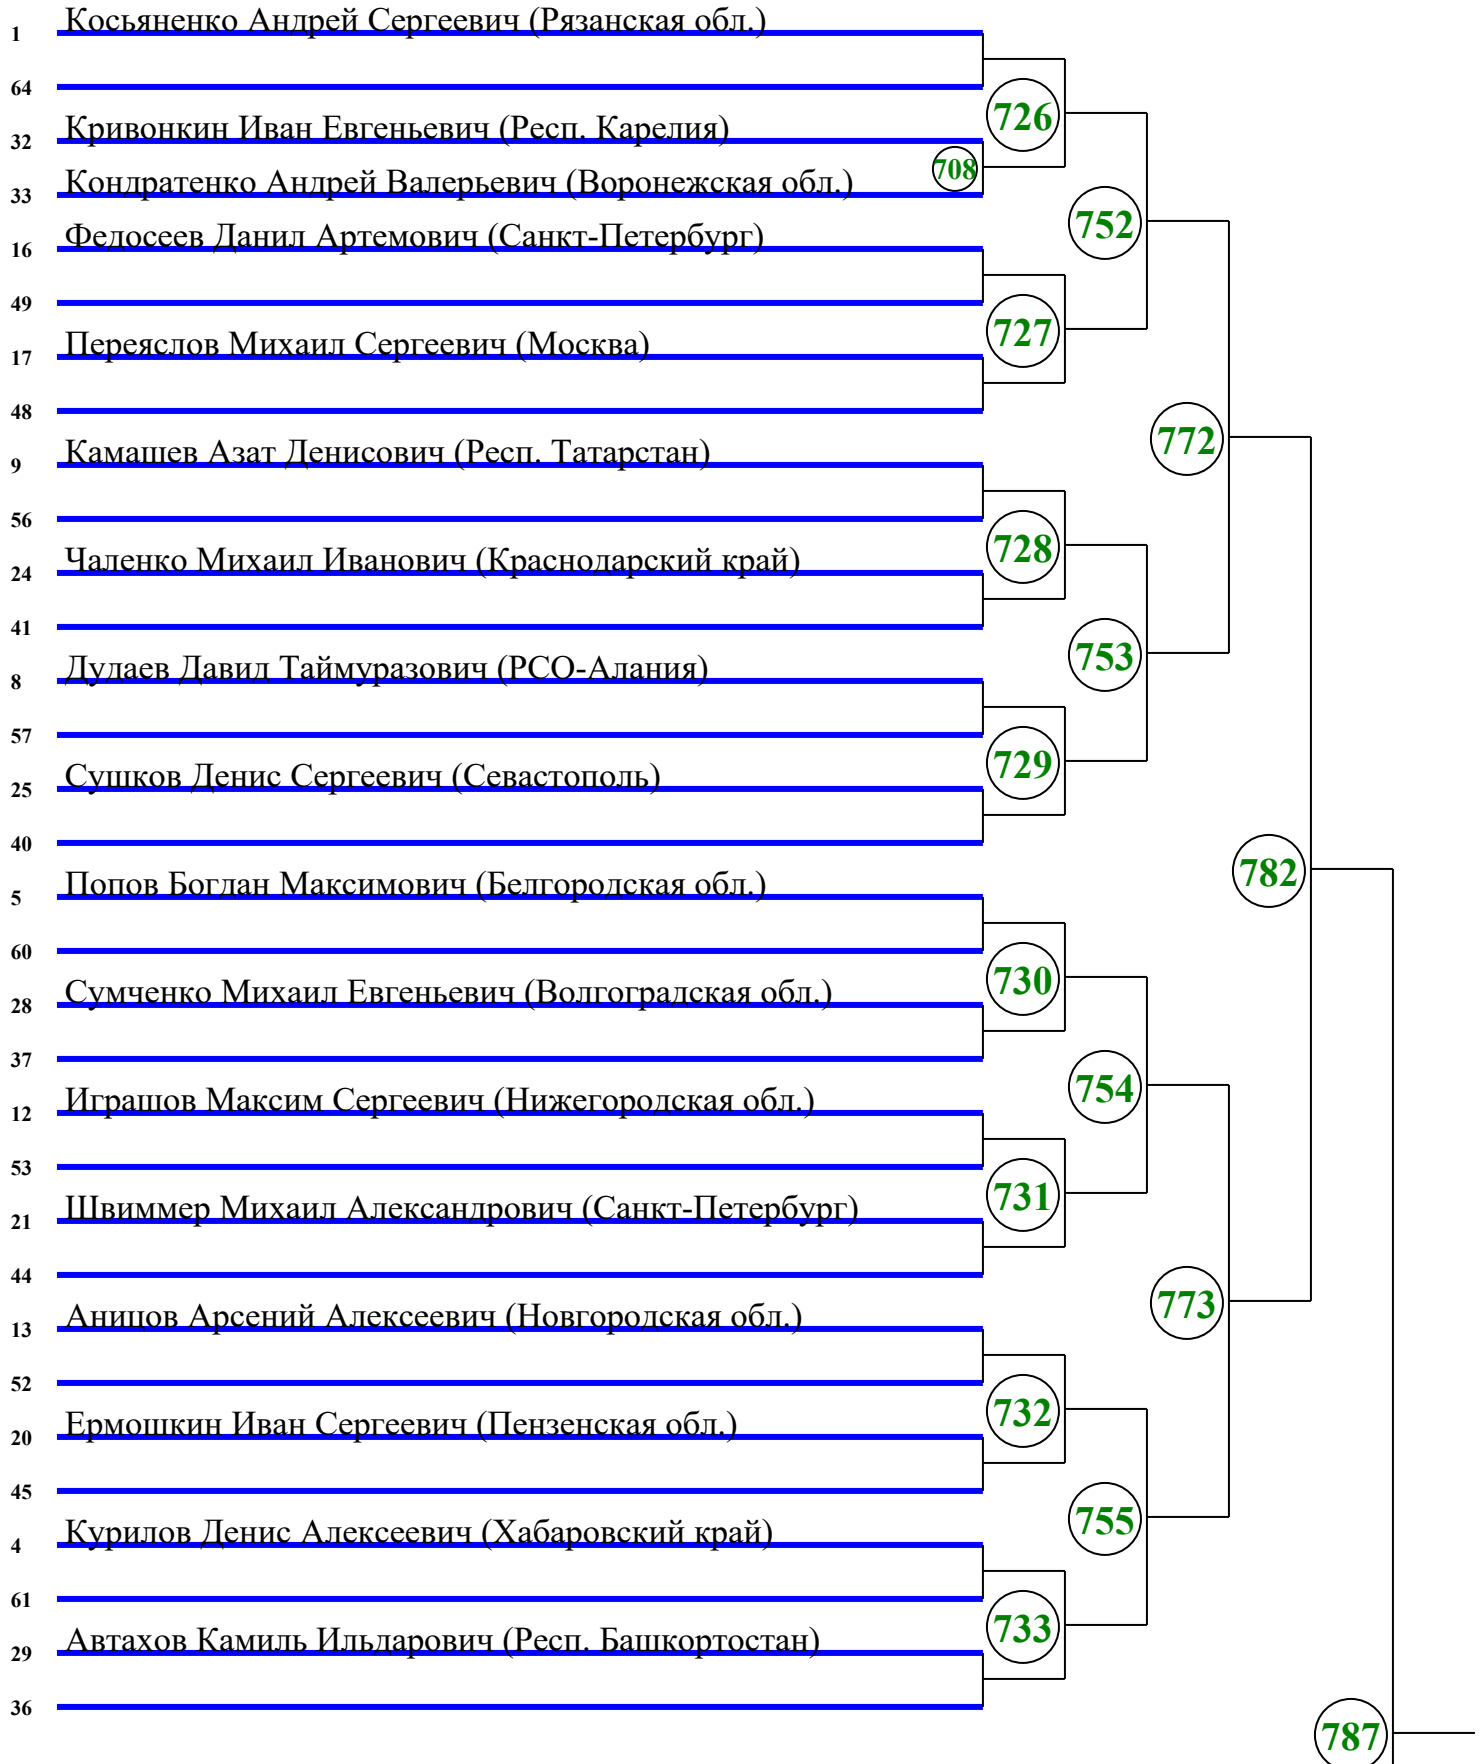 Косьяненко Андрей Сергеевич (Рязанская обл.)
1
64
726
Кривонкин Иван Евгеньевич (Респ. Карелия)
32
708
Кондратенко Андрей Валерьевич (Воронежская обл.)
33
752
Федосеев Данил Артемович (Санкт-Петербург)
16
49
727
Переяслов Михаил Сергеевич (Москва)
17
48
772
Камашев Азат Денисович (Респ. Татарстан)
9
56
728
Чаленко Михаил Иванович (Краснодарский край)
24
41
753
Дудаев Давид Таймуразович (РСО-Алания)
8
57
729
Сушков Денис Сергеевич (Севастополь)
25
40
782
Попов Богдан Максимович (Белгородская обл.)
5
60
730
Сумченко Михаил Евгеньевич (Волгоградская обл.)
28
37
754
Играшов Максим Сергеевич (Нижегородская обл.)
12
53
731
Швиммер Михаил Александрович (Санкт-Петербург)
21
44
773
Аницов Арсений Алексеевич (Новгородская обл.)
13
52
732
Ермошкин Иван Сергеевич (Пензенская обл.)
20
45
755
Курилов Денис Алексеевич (Хабаровский край)
4
61
733
Автахов Камиль Ильдарович (Респ. Башкортостан)
29
36
787